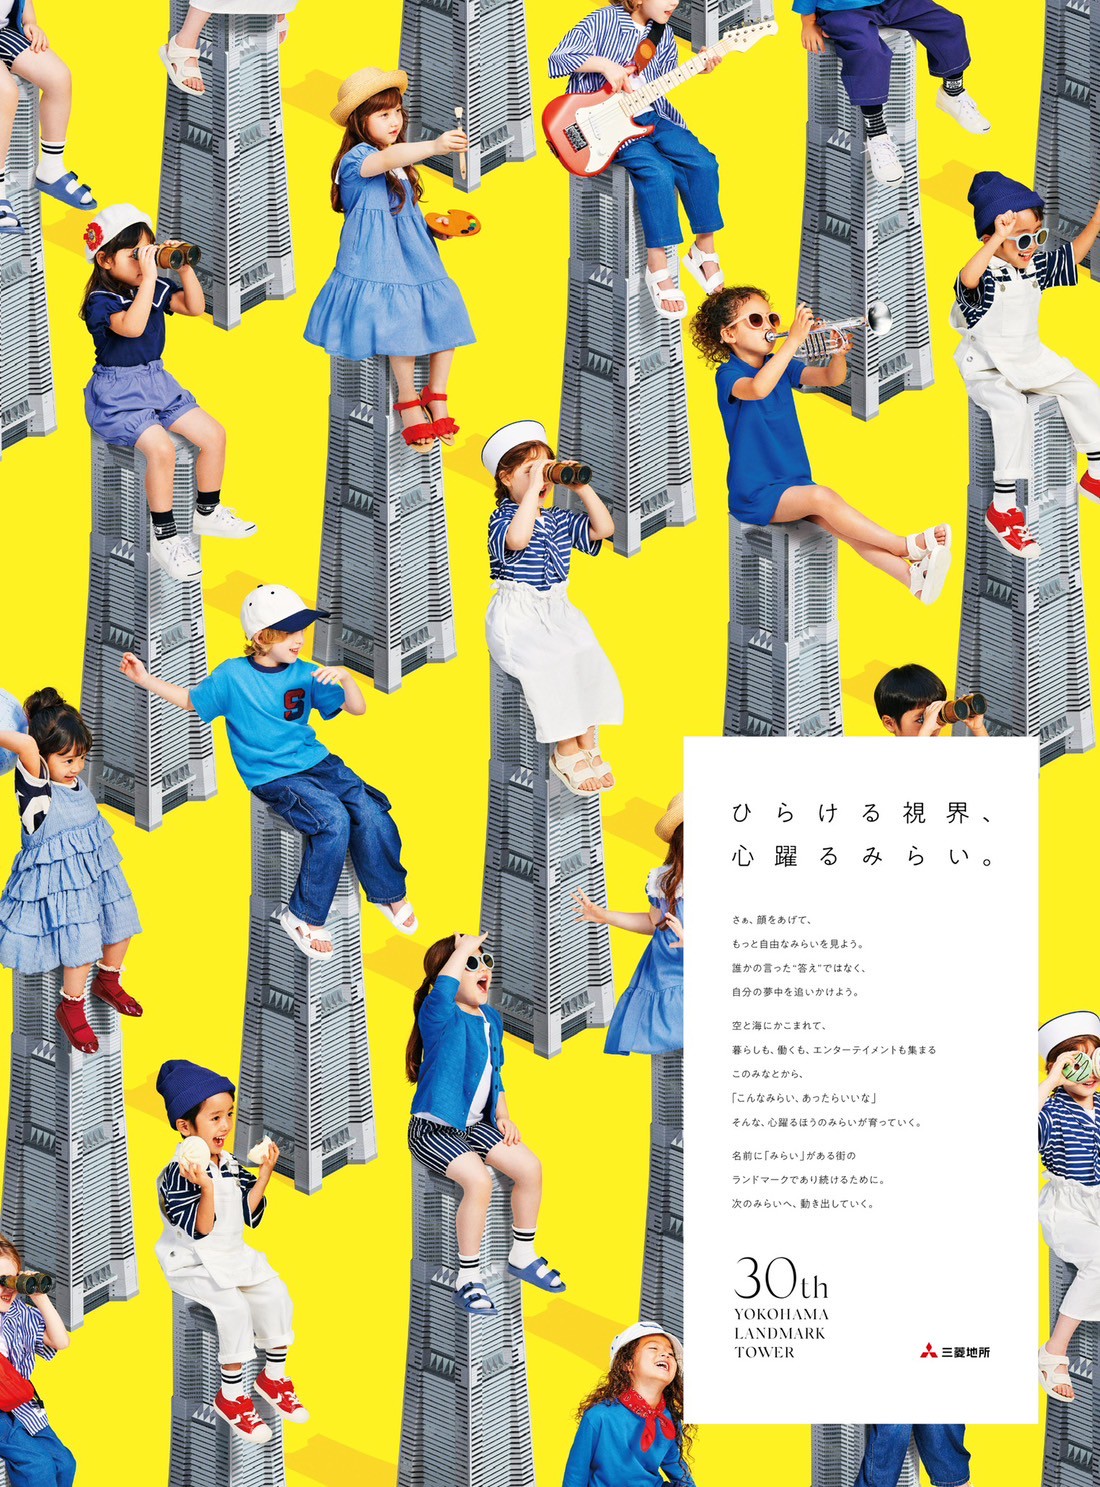 ひらける視界、
心躍るみらい。
さぁ、顔をあげて、
もっと自由なみらいを見よう。
誰かの言った“答え”ではなく、
自分の夢中を追いかけよう。
空と海にかこまれて、
暮らしも、働くも、エンターテイメントも集まる
このみなとから、
「こんなみらい、あったらいいな」
そんな、心躍るほうのみらいが育っていく。
名前に「みらい」がある街の
ランドマークであり続けるために。
次のみらいへ、動き出していく。
30th
YOKOHAMA
LANDMARK
TOWER
三菱地所
S